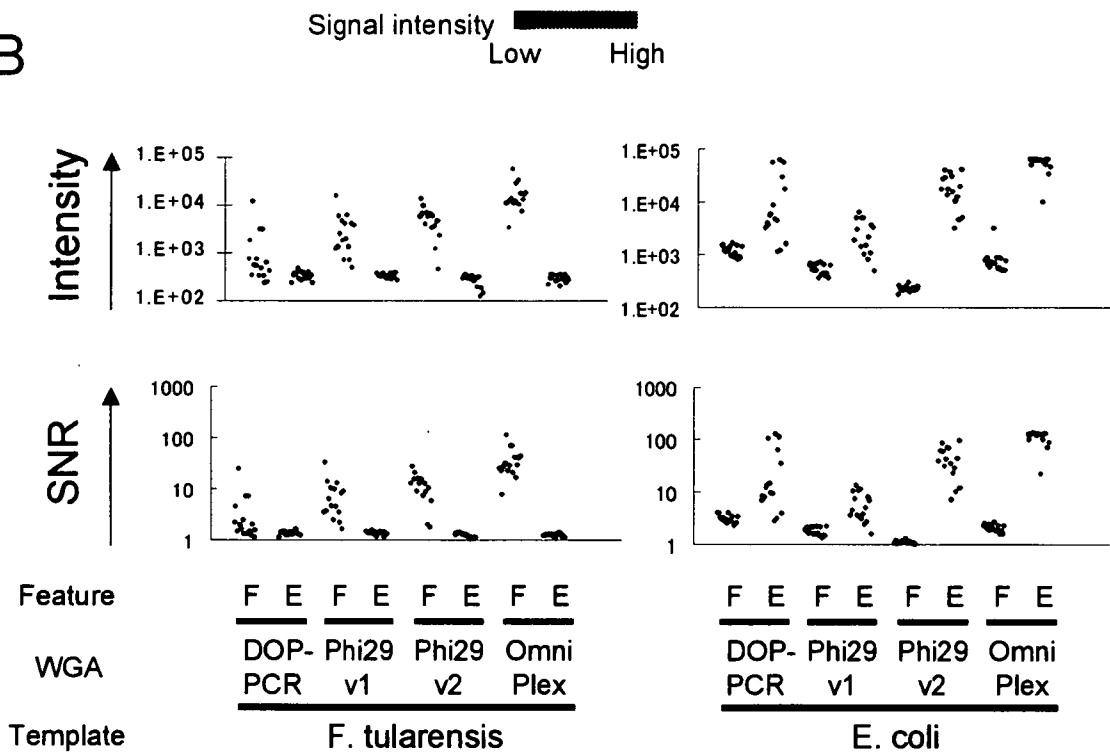 B
Signal intensity
Low High
Intensity
1.E+05
1.E+04
1.E+03
1.E+02
1.E+05
1.E+04
1.E+03
1.E+02
SNR
1000
100
10
1
1000
100
10
1
Feature F E F E F E F E F E F E F E F E
WGA DOP-PCR Phi29 v1 Phi29 v2 Omni Plex DOP-PCR Phi29 v1 Phi29 v2 Omni Plex
Template F. tularensis E. coli